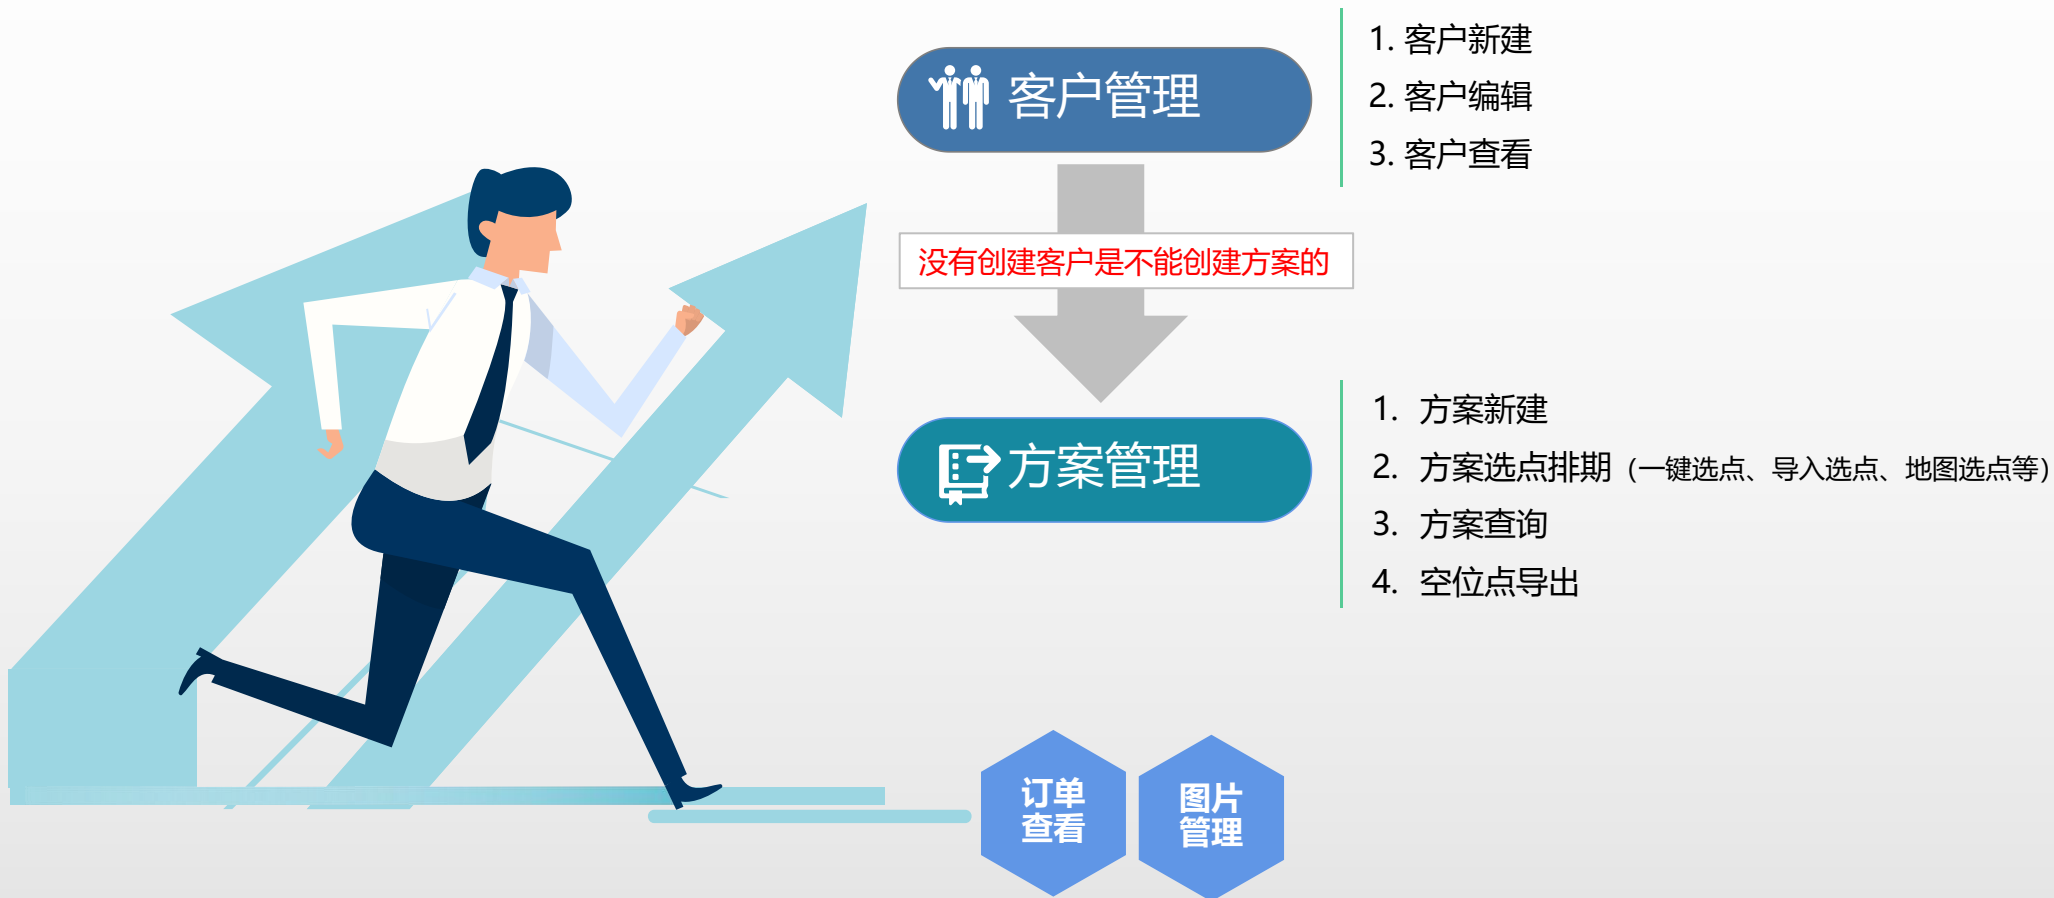 客户管理
1. 客户新建
2. 客户编辑
3. 客户查看
没有创建客户是不能创建方案的
方案管理
1. 方案新建
2. 方案选点排期（一键选点、导入选点、地图选点等）
3. 方案查询
4. 空位点导出
订单
查看
图片
管理